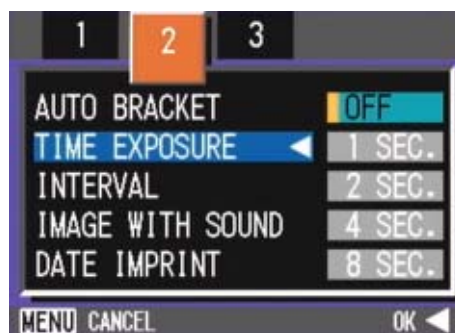 1 2 3
AUTO BRACKET OFF
TIME EXPOSURE 1 SEC.
INTERVAL 2 SEC.
IMAGE WITH SOUND 4 SEC.
DATE IMPRINT 8 SEC.
MENU CANCEL OK